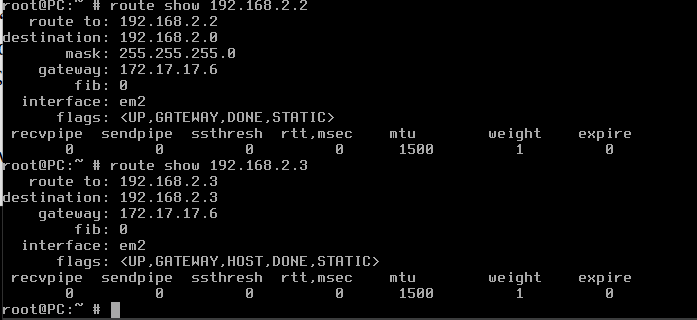 root@PC:~ # route show 192.168.2.2
route to: 192.168.2.2
destination: 192.168.2.0
mask: 255.255.255.0
gateway: 172.17.17.6
fib: 0
interface: em2
flags: <UP,GATEWAY,DONE,STATIC>
recvpipe sendpipe ssthresh rtt,msec mtu weight expire
0 0 0 0 1500 1 0
root@PC:~ # route show 192.168.2.3
route to: 192.168.2.3
destination: 192.168.2.3
gateway: 172.17.17.6
fib: 0
interface: em2
flags: <UP,GATEWAY,HOST,DONE,STATIC>
recvpipe sendpipe ssthresh rtt,msec mtu weight expire
0 0 0 0 1500 1 0
root@PC:~ #